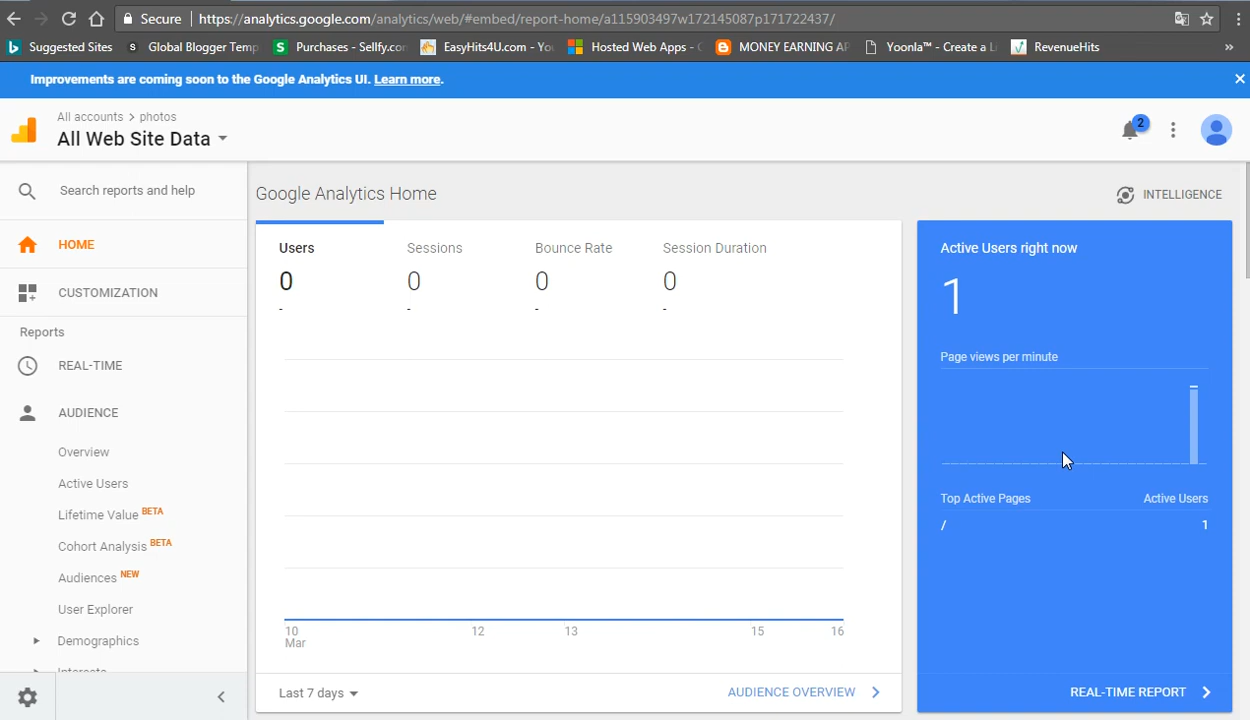 Secure
https://analytics.google.com/analytics/web/#embed/report-home/a115903497w172145087p171722437/
Suggested Sites
Global Blogger Temp
Purchases - Sellfy.co
EasyHits4U.com - Yo
Hosted Web Apps -
MONEY EARNING AP
Yoonla™ - Create a L
RevenueHits
»
Improvements are coming soon to the Google Analytics UI. Learn more.
All accounts > photos
All Web Site Data
2
Search reports and help
HOME
CUSTOMIZATION
Reports
REAL-TIME
AUDIENCE
Overview
Active Users
Lifetime Value BETA
Cohort Analysis BETA
Audiences NEW
User Explorer
Demographics
Google Analytics Home
INTELLIGENCE
Users
0
-
Sessions
0
-
Bounce Rate
0
-
Session Duration
0
-
10 12 13 15 16
Mar
Last 7 days
AUDIENCE OVERVIEW
Active Users right now
1
Page views per minute
Top Active Pages Active Users
/ 1
REAL-TIME REPORT